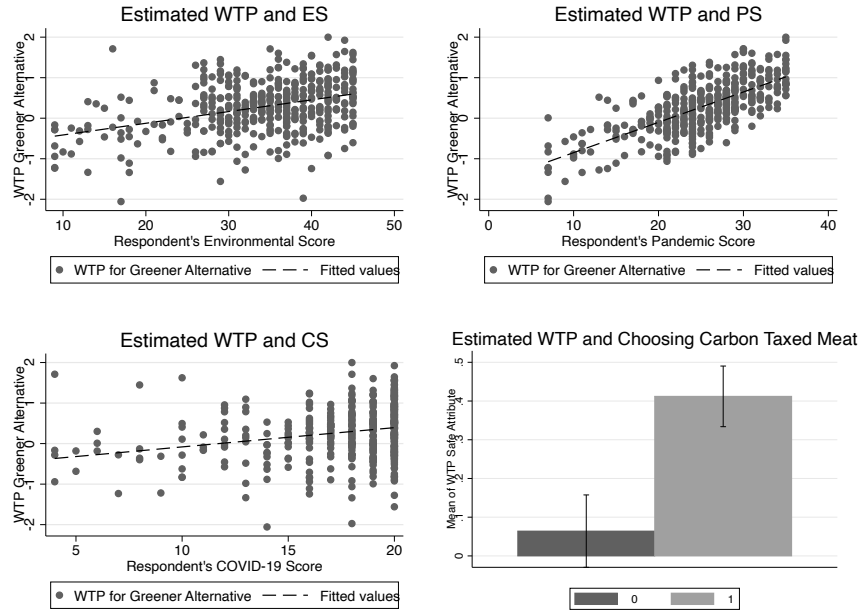 Estimated WTP and ES
WTP Greener Alternative
2
1
0
-1
-2
10 20 30 40 50
Respondent's Environmental Score
WTP for Greener Alternative Fitted values
Estimated WTP and PS
WTP Greener Alternative
2
1
0
-1
-2
0 10 20 30 40
Respondent's Pandemic Score
WTP for Greener Alternative Fitted values
Estimated WTP and CS
WTP Greener Alternative
2
1
0
-1
-2
5 10 15 20
Respondent's COVID-19 Score
WTP for Greener Alternative Fitted values
Estimated WTP and Choosing Carbon Taxed Meat
Mean of WTP Safe Attribute
.5
.4
.3
.2
.1
0
0 1